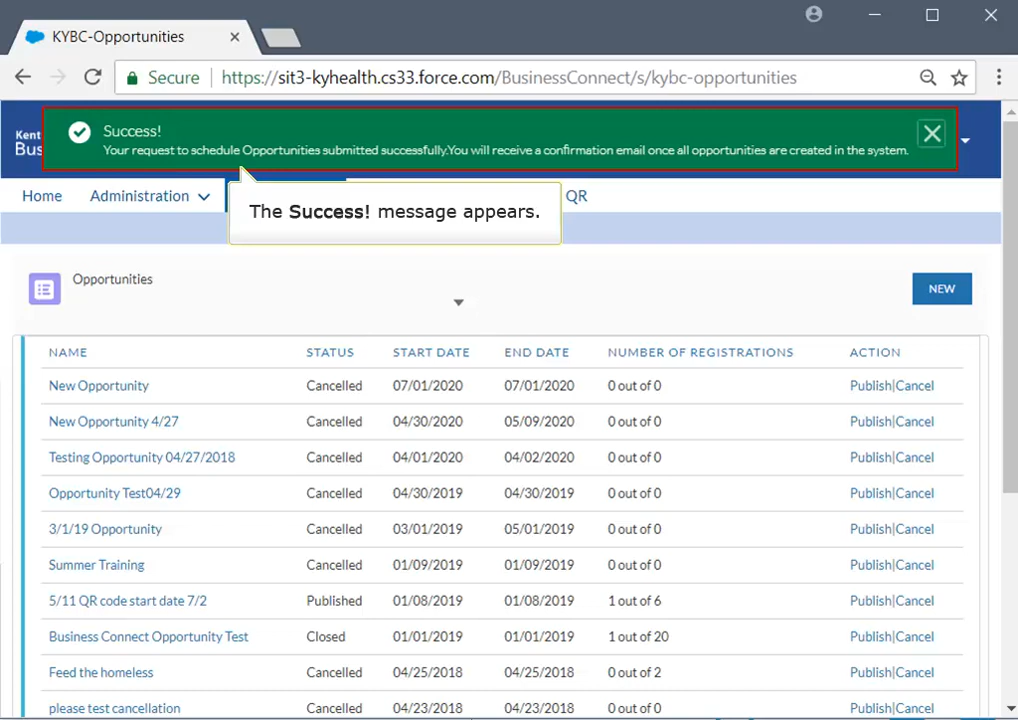 KYBC-Opportunities
Secure https://sit3-kyhealth.cs33.force.com/BusinessConnect/s/kybc-opportunities
Kent
Bus
Success!
Your request to schedule Opportunities submitted successfully.You will receive a confirmation email once all opportunities are created in the system.
Home Administration QR
The Success! message appears.
Opportunities
NEW
NAME STATUS START DATE END DATE NUMBER OF REGISTRATIONS ACTION
New Opportunity Cancelled 07/01/2020 07/01/2020 0 out of 0 Publish|Cancel
New Opportunity 4/27 Cancelled 04/30/2020 05/09/2020 0 out of 0 Publish|Cancel
Testing Opportunity 04/27/2018 Cancelled 04/01/2020 04/02/2020 0 out of 0 Publish|Cancel
Opportunity Test04/29 Cancelled 04/30/2019 04/30/2019 0 out of 0 Publish|Cancel
3/1/19 Opportunity Cancelled 03/01/2019 05/01/2019 0 out of 0 Publish|Cancel
Summer Training Cancelled 01/09/2019 01/09/2019 0 out of 0 Publish|Cancel
5/11 QR code start date 7/2 Published 01/08/2019 01/08/2019 1 out of 6 Publish|Cancel
Business Connect Opportunity Test Closed 01/01/2019 01/01/2019 1 out of 20 Publish|Cancel
Feed the homeless Cancelled 04/25/2018 04/25/2018 0 out of 2 Publish|Cancel
please test cancellation Cancelled 04/23/2018 04/23/2018 0 out of 0 Publish|Cancel